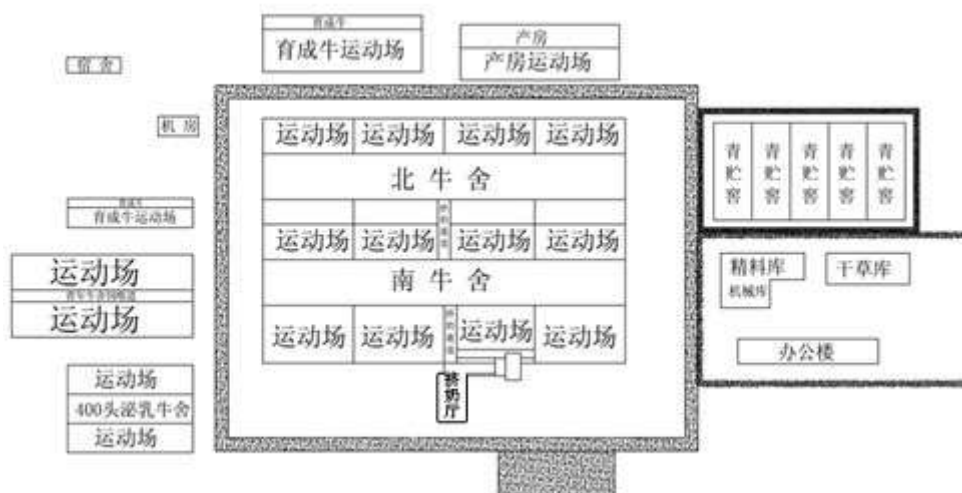 育成牛
育成牛运动场
产房
产房运动场
宿舍
机房
运动场 运动场 运动场 运动场
北牛舍
运动场 运动场 运动场 运动场
南牛舍
运动场 运动场 运动场 运动场
挤奶厅
青贮窖 青贮窖 青贮窖 青贮窖 青贮窖
精料库
机械库
干草库
办公楼
育成牛运动场
运动场
运动场
运动场
400头泌乳牛舍
运动场